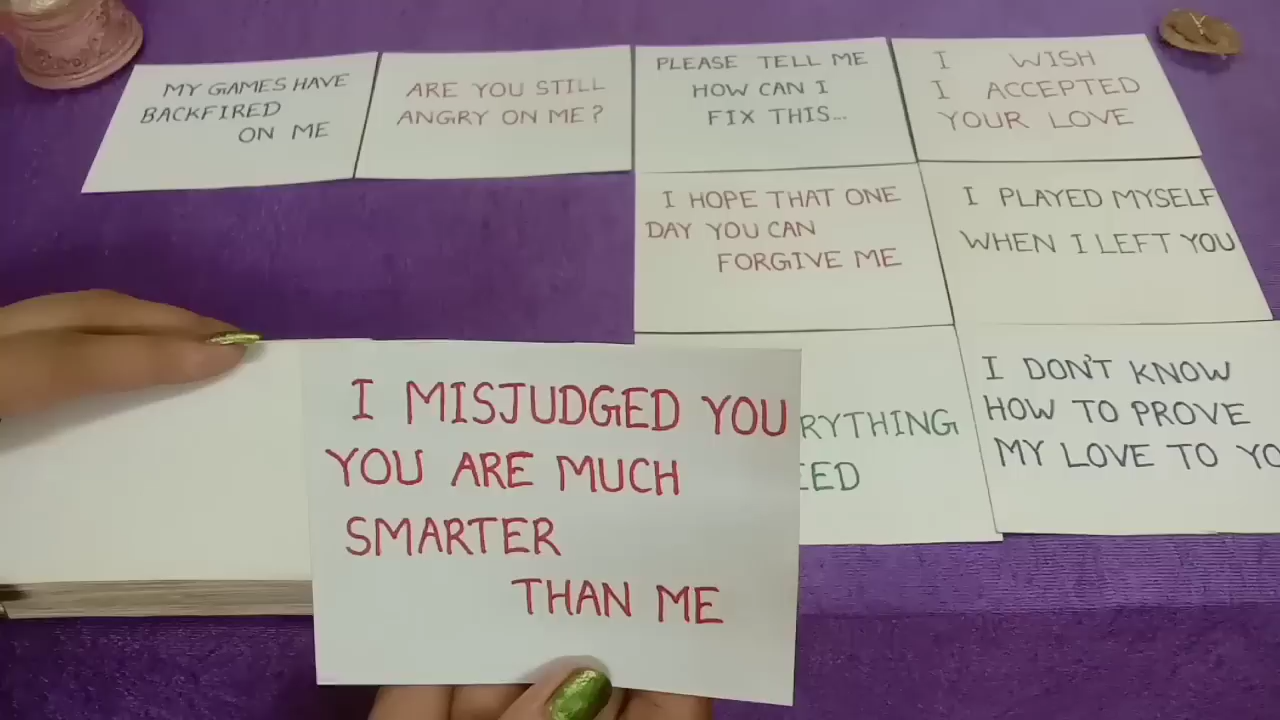 MY GAMES HAVE
BACKFIRED
ON ME
ARE YOU STILL
ANGRY ON ME?
PLEASE TELL ME
HOW CAN I
FIX THIS...
I WISH
I ACCEPTED
YOUR LOVE
I HOPE THAT ONE
DAY YOU CAN
FORGIVE ME
I PLAYED MYSELF
WHEN I LEFT YOU
I DON'T KNOW
HOW TO PROVE
MY LOVE TO
I MISJUDGED YOU
YOU ARE MUCH
SMARTER
THAN ME